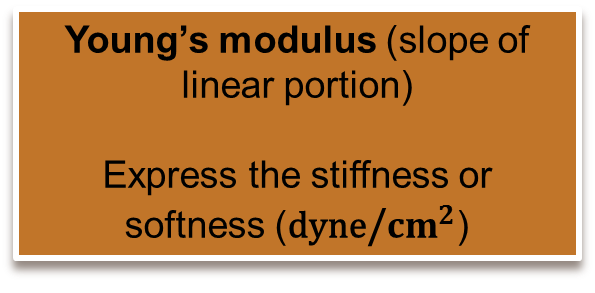 Young's modulus (slope of
linear portion)
Express the stiffness or
softness (dyne/cm²)